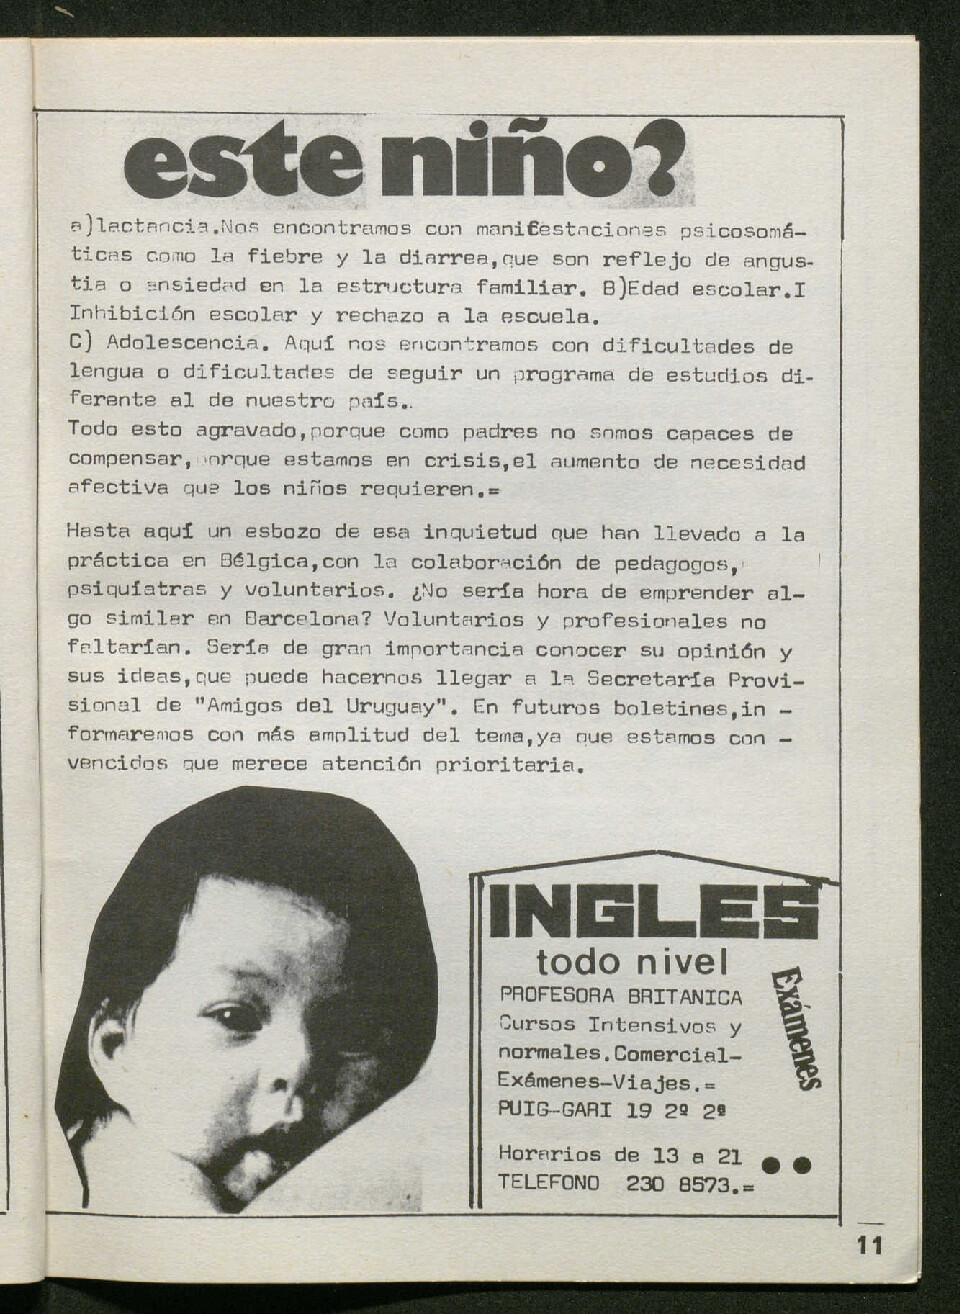 este niño?
a)lactancia.Nos encontramos con manifestaciones psicosomá-
ticas como la fiebre y la diarrea,que son reflejo de angus-
tia o ansiedad en la estructura familiar. B)Edad escolar.I
Inhibición escolar y rechazo a la escuela.
C) Adolescencia. Aquí nos encontramos con dificultades de
lengua o dificultades de seguir un programa de estudios di-
ferente al de nuestro país..
Todo esto agravado,porque como padres no somos capaces de
compensar,porque estamos en crisis,el aumento de necesidad
afectiva que los niños requieren.=
Hasta aquí un esbozo de esa inquietud que han llevado a la
práctica en Bélgica,con la colaboración de pedagogos,
psiquíatras y voluntarios. ¿No sería hora de emprender al-
go similar en Barcelona? Voluntarios y profesionales no
faltarían. Sería de gran importancia conocer su opinión y
sus ideas,que puede hacernos llegar a la Secretaría Provi-
sional de "Amigos del Uruguay". En futuros boletines,in -
formaremos con más amplitud del tema,ya que estamos con -
vencidos que merece atención prioritaria.
INGLES
todo nivel
PROFESORA BRITANICA
Cursos Intensivos y
normales.Comercial-
Exámenes-Viajes.=
PUIG-GARI 19 2º 2ª
Exámenes
Horarios de 13 a 21
TELEFONO 230 8573.=
11